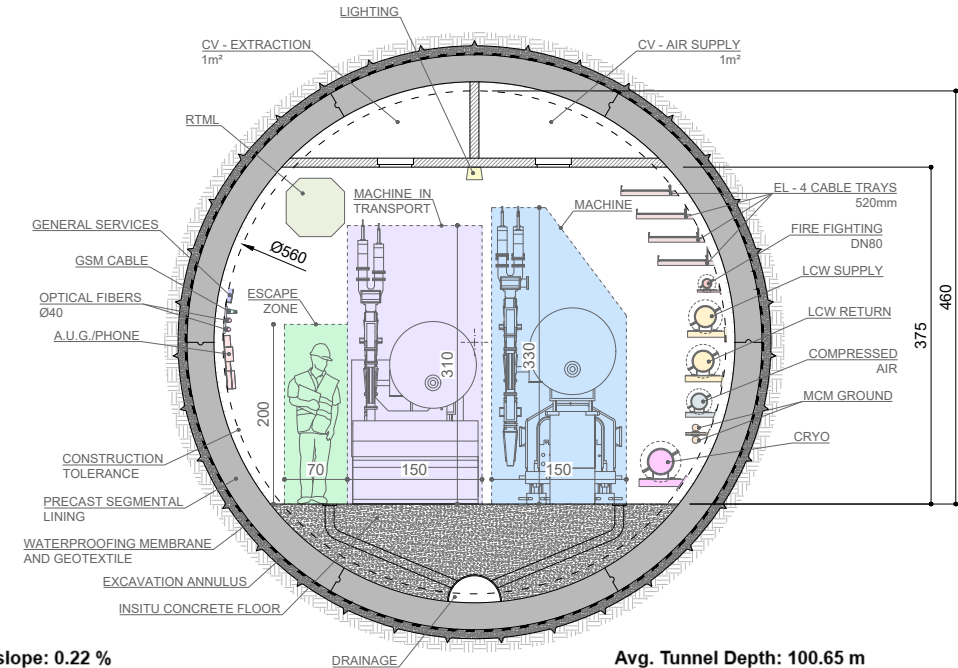 LIGHTING
CV - EXTRACTION
1m²
CV - AIR SUPPLY
1m²
RTML
MACHINE IN
TRANSPORT
MACHINE
EL - 4 CABLE TRAYS
520mm
GENERAL SERVICES
FIRE FIGHTING
DN80
Ø560
GSM CABLE
LCW SUPPLY
OPTICAL FIBERS
Ø40
ESCAPE
ZONE
460
LCW RETURN
A.U.G./PHONE
375
310
330
COMPRESSED
AIR
MCM GROUND
200
CRYO
CONSTRUCTION
TOLERANCE
70
150
150
PRECAST SEGMENTAL
LINING
WATERPROOFING MEMBRANE
AND GEOTEXTILE
EXCAVATION ANNULUS
INSITU CONCRETE FLOOR
DRAINAGE
slope: 0.22 %
Avg. Tunnel Depth: 100.65 m